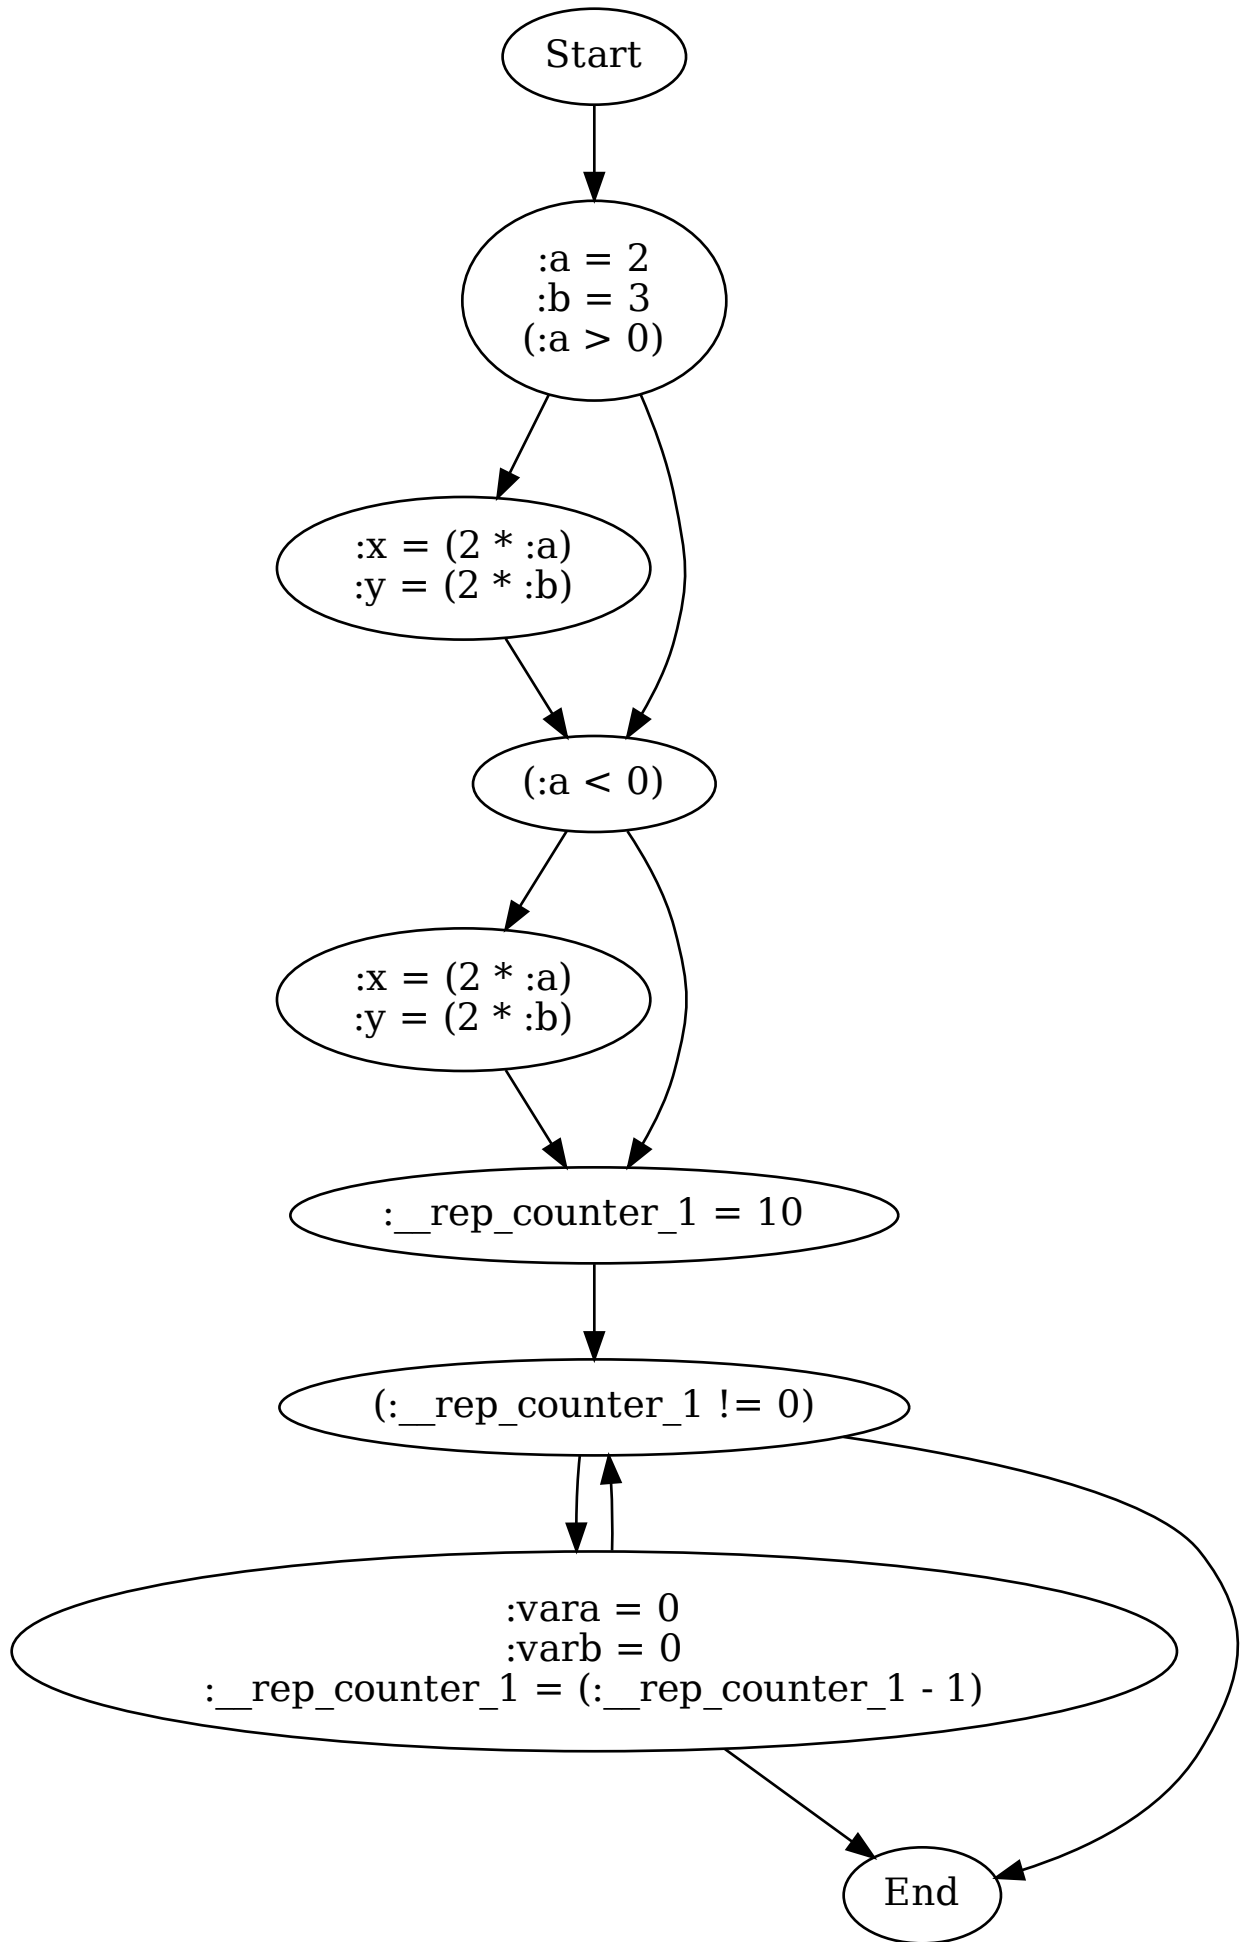 Start
:a = 2
:b = 3
(:a > 0)
:x = (2 * :a)
:y = (2 * :b)
(:a < 0)
:x = (2 * :a)
:y = (2 * :b)
:__rep_counter_1 = 10
(:__rep_counter_1 != 0)
:vara = 0
:varb = 0
:__rep_counter_1 = (:__rep_counter_1 - 1)
End